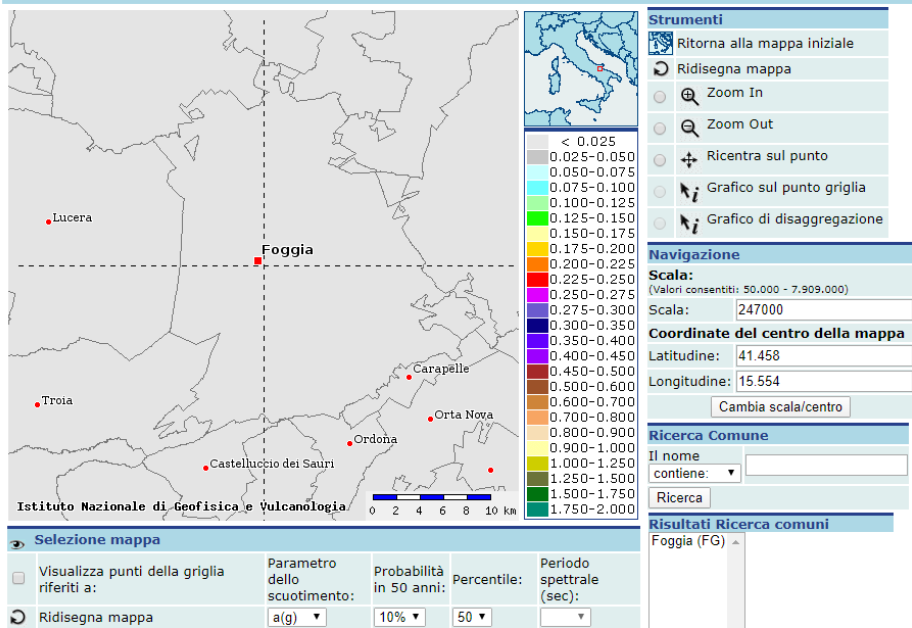 Lucera
Foggia
Troia
Carapelle
Orta Nova
Ordona
Castelluccio dei Sauri
Istituto Nazionale di Geofisica e Vulcanologia
0 2 4 6 8 10 km
< 0.025
0.025-0.050
0.050-0.075
0.075-0.100
0.100-0.125
0.125-0.150
0.150-0.175
0.175-0.200
0.200-0.225
0.225-0.250
0.250-0.275
0.275-0.300
0.300-0.350
0.350-0.400
0.400-0.450
0.450-0.500
0.500-0.600
0.600-0.700
0.700-0.800
0.800-0.900
0.900-1.000
1.000-1.250
1.250-1.500
1.500-1.750
1.750-2.000
Strumenti
Ritorna alla mappa iniziale
Ridisegna mappa
Zoom In
Zoom Out
Ricentra sul punto
Grafico sul punto griglia
Grafico di disaggregazione
Navigazione
Scala:
(Valori consentiti: 50.000 - 7.909.000)
Scala: 247000
Coordinate del centro della mappa
Latitudine: 41.458
Longitudine: 15.554
Cambia scala/centro
Ricerca Comune
Il nome
contiene:
Ricerca
Risultati Ricerca comuni
Foggia (FG)
Selezione mappa
Visualizza punti della griglia
riferiti a:
Parametro
dello
scuotimento:
Probabilità
in 50 anni:
Percentile:
Periodo
spettrale
(sec):
Ridisegna mappa
a(g) 10% 50